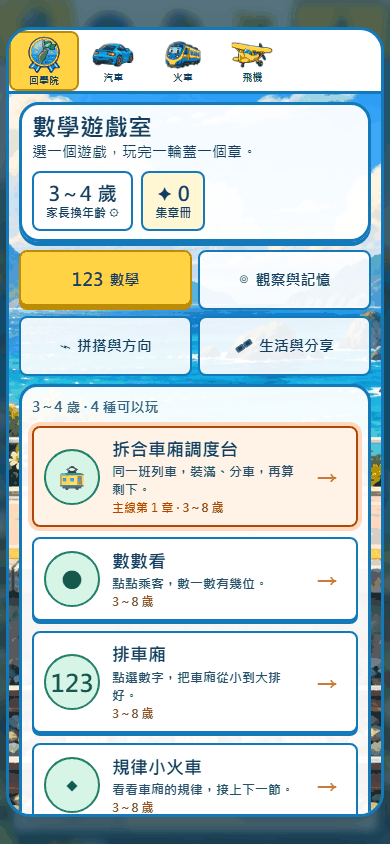 回學院
汽車
火車
飛機
數學遊戲室
選一個遊戲，玩完一輪蓋一個章。
3~4 歲
家長換年齡 ⚙
✦ 0
集章冊
123 數學
◎ 觀察與記憶
拼搭與方向
生活與分享
3~4 歲 · 4 種可以玩
拆合車廂調度台
同一班列車，裝滿、分車，再算
剩下。
主線第 1 章 · 3~8 歲
→
數數看
點點乘客，數一數有幾位。
3~8 歲
→
123
排車廂
點選數字，把車廂從小到大排
好。
3~8 歲
→
規律小火車
看看車廂的規律，接上下一節。
3~8 歲
→